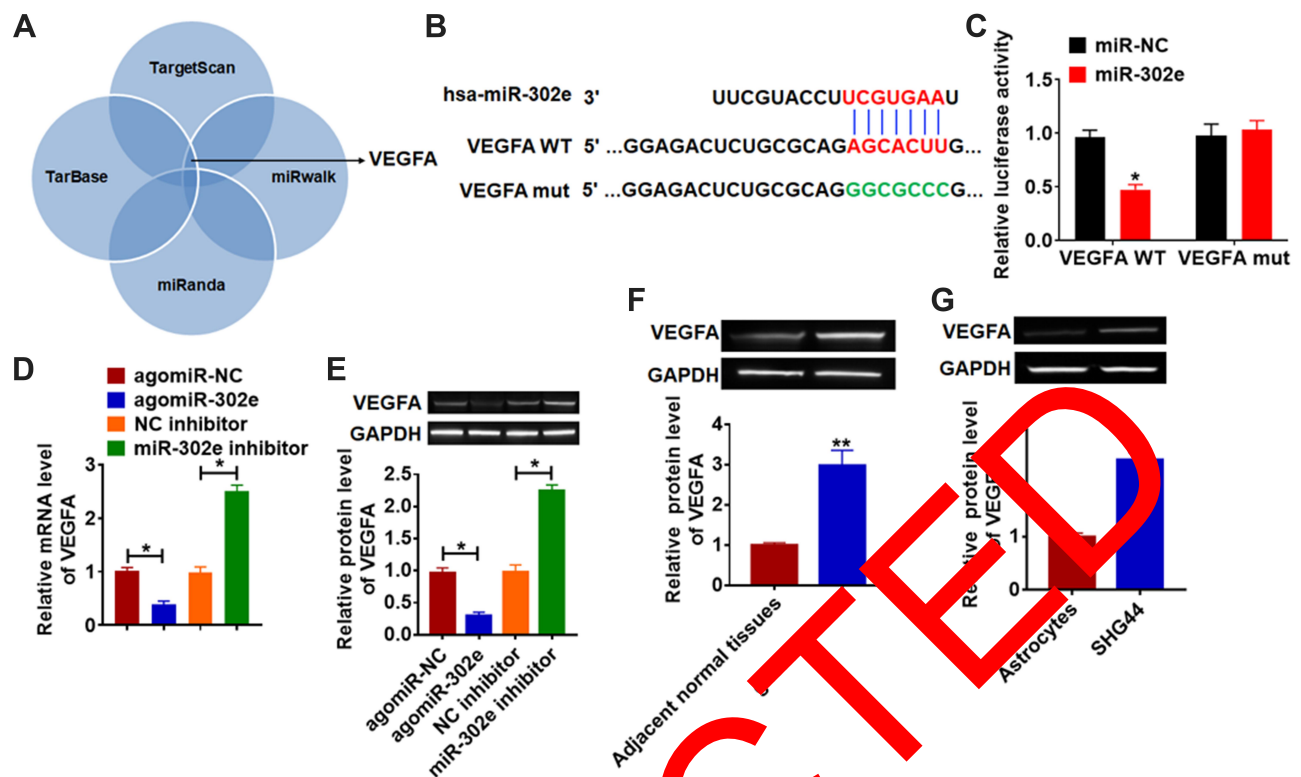 A
TargetScan
TarBase
miRwalk
miRanda
VEGFA
B
hsa-miR-302e 3' UUCGUACCUUCGUGAAU
VEGFA WT 5' ...GGAGACUCUGCGCAGAGCACUUG...
VEGFA mut 5' ...GGAGACUCUGCGCAGGGCGCCCG...
C
miR-NC
miR-302e
Relative luciferase activity
1.5
1.0
0.5
0.0
*
VEGFA WT
VEGFA mut
D
agomiR-NC
agomiR-302e
NC inhibitor
miR-302e inhibitor
Relative mRNA level
of VEGFA
3
2
1
0
*
*
E
VEGFA
GAPDH
Relative protein level
of VEGFA
2.5
2.0
1.5
1.0
0.5
0.0
*
*
agomiR-NC
agomiR-302e
NC inhibitor
miR-302e inhibitor
F
VEGFA
GAPDH
Relative protein level
of VEGFA
4
3
2
1
0
**
Adjacent normal tissues
G
VEGFA
GAPDH
Relative protein level
1
0
Astrocytes
SHG44
CTED